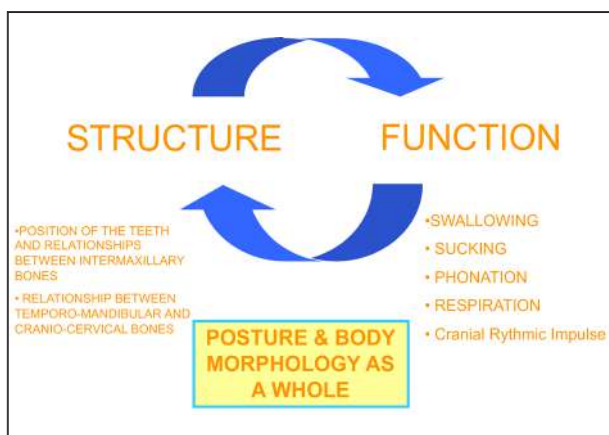 STRUCTURE
FUNCTION
•POSITION OF THE TEETH
AND RELATIONSHIPS
BETWEEN INTERMAXILLARY
BONES
• RELATIONSHIP BETWEEN
TEMPORO-MANDIBULAR AND
CRANIO-CERVICAL BONES
•SWALLOWING
• SUCKING
• PHONATION
• RESPIRATION
• Cranial Rythmic Impulse
POSTURE & BODY
MORPHOLOGY AS
A WHOLE